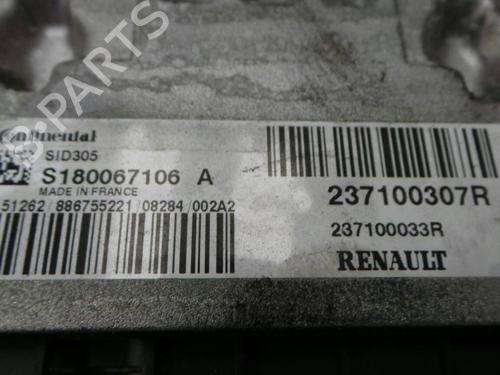 Continental
SID305
S180067106 A
MADE IN FRANCE
51262/886755221/08284/002A2
237100307R
237100033R
RENAULT
B-PARTS